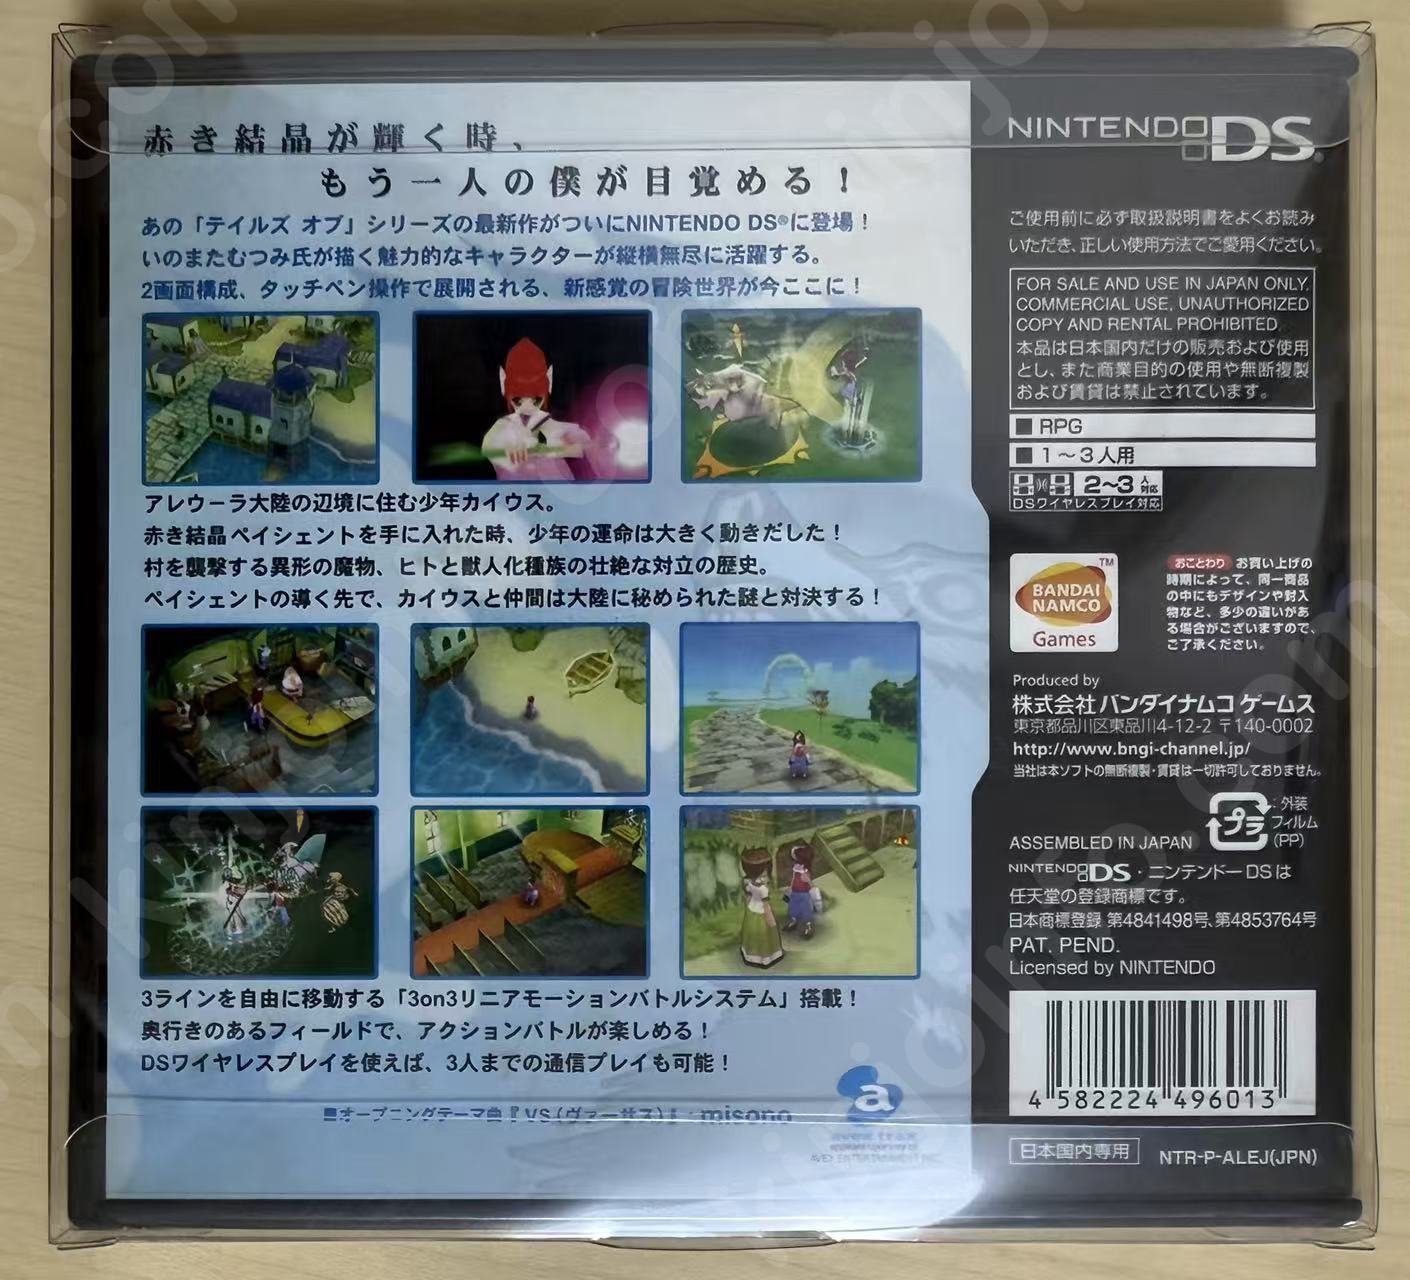 赤き結晶が輝く時、
もう一人の僕が目覚める！
あの「テイルズ オブ」シリーズの最新作がついにNINTENDO DS®に登場！
いのまたむつみ氏が描く魅力的なキャラクターが縦横無尽に活躍する。
2画面構成、タッチペン操作で展開される、新感覚の冒険世界が今ここに！
アレウーラ大陸の辺境に住む少年カイウス。
赤き結晶ペイシェントを手に入れた時、少年の運命は大きく動きだした！
村を襲撃する異形の魔物、ヒトと獣人化種族の壮絶な対立の歴史。
ペイシェントの導く先で、カイウスと仲間は大陸に秘められた謎と対決する！
3ラインを自由に移動する「3on3リニアモーションバトルシステム」搭載！
奥行きのあるフィールドで、アクションバトルが楽しめる！
DSワイヤレスプレイを使えば、3人までの通信プレイも可能！
■オープニングテーマ曲『VS（ヴァーサス）』：misono
a
AVEX ENTERTAINMENT INC.
NINTENDO DS
ご使用前に必ず取扱説明書をよくお読み
いただき、正しい使用方法でご愛用ください。
FOR SALE AND USE IN JAPAN ONLY.
COMMERCIAL USE, UNAUTHORIZED
COPY AND RENTAL PROHIBITED.
本品は日本国内だけの販売および使用
とし、また商業目的の使用や無断複製
および賃貸は禁止されています。
■ RPG
■ 1～3人用
2～3人対応
DSワイヤレスプレイ対応
BANDAI
NAMCO
Games
TM
おことわり お買い上げの
時期によって、同一商品
の中にもデザインや封入
物など、多少の違いがあ
る場合がございますので、
ご了承ください。
Produced by
株式会社バンダイナムコ ゲームス
東京都品川区東品川4-12-2 〒140-0002
http://www.bngi-channel.jp/
当社は本ソフトの無断複製・賃貸は一切許可しておりません。
プラ
：外装
フィルム
(PP)
ASSEMBLED IN JAPAN
NINTENDO DS・ニンテンドーDSは
任天堂の登録商標です。
日本商標登録 第4841498号、第4853764号
PAT. PEND.
Licensed by NINTENDO
4 582224 496013
日本国内専用
NTR-P-ALEJ(JPN)